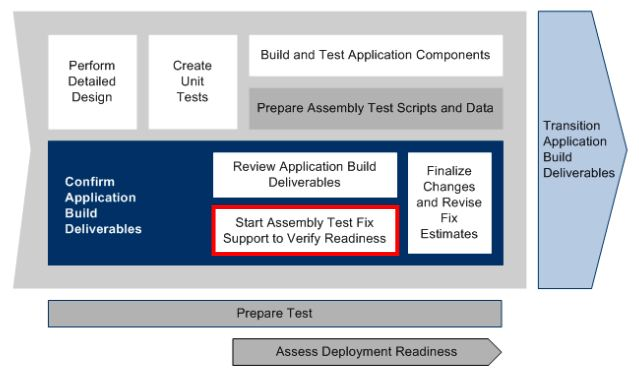 Perform
Detailed
Design
Create
Unit
Tests
Build and Test Application Components
Prepare Assembly Test Scripts and Data
Transition
Application
Build
Deliverables
Confirm
Application
Build
Deliverables
Review Application Build
Deliverables
Start Assembly Test Fix
Support to Verify Readiness
Finalize
Changes
and Revise
Fix
Estimates
Prepare Test
Assess Deployment Readiness